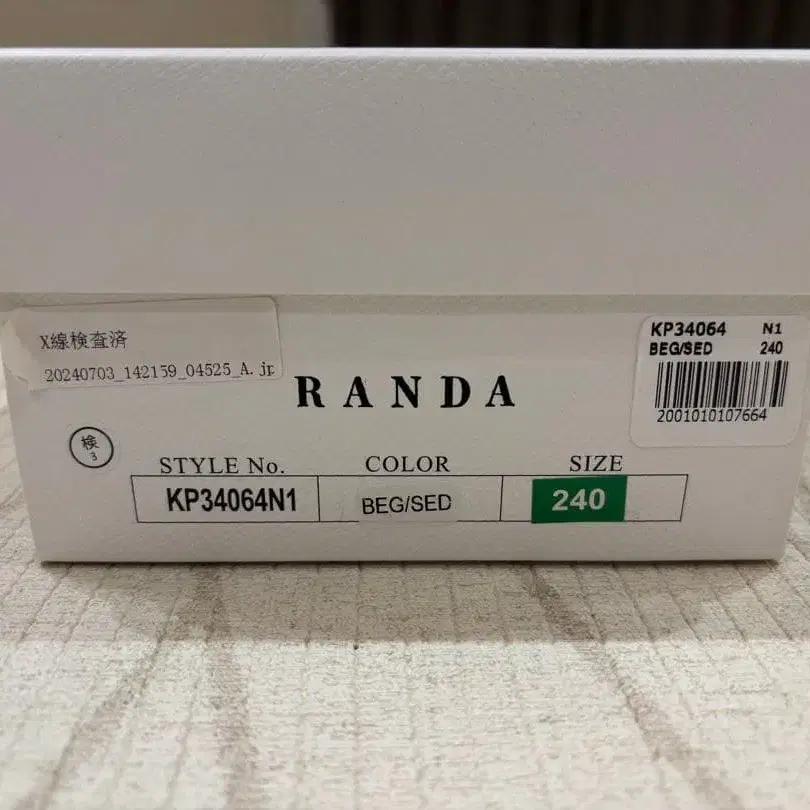 X線検査済
20240703_142159_04525_A.jp
検
3
RANDA
STYLE No. COLOR SIZE
KP34064N1 BEG/SED 240
KP34064 N1
BEG/SED 240
2001010107664